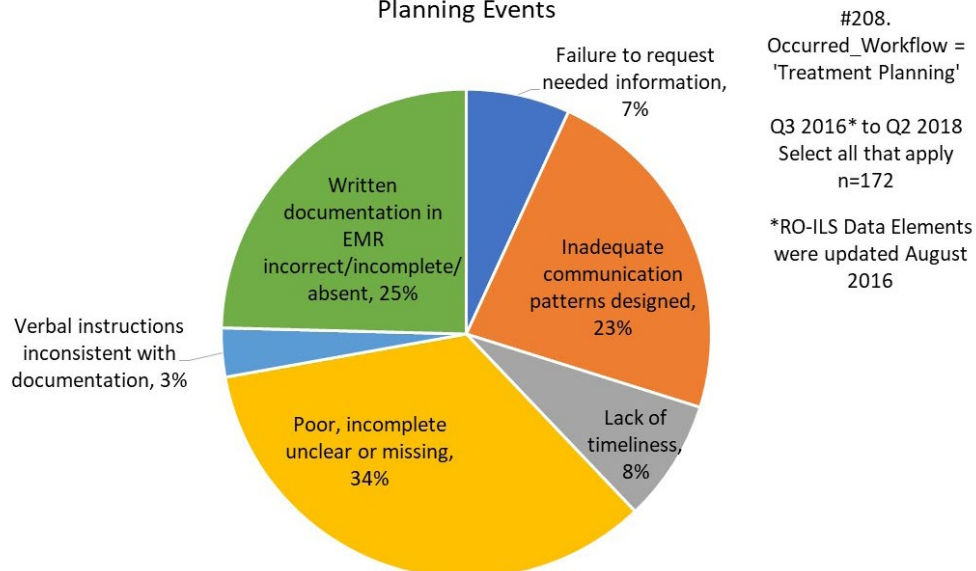 Planning Events
#208.
Occurred_Workflow =
'Treatment Planning'
Q3 2016* to Q2 2018
Select all that apply
n=172
*RO-ILS Data Elements
were updated August
2016
Failure to request
needed information,
7%
Inadequate
communication
patterns designed,
23%
Lack of
timeliness,
8%
Poor, incomplete
unclear or missing,
34%
Verbal instructions
inconsistent with
documentation, 3%
Written
documentation in
EMR
incorrect/incomplete/
absent, 25%